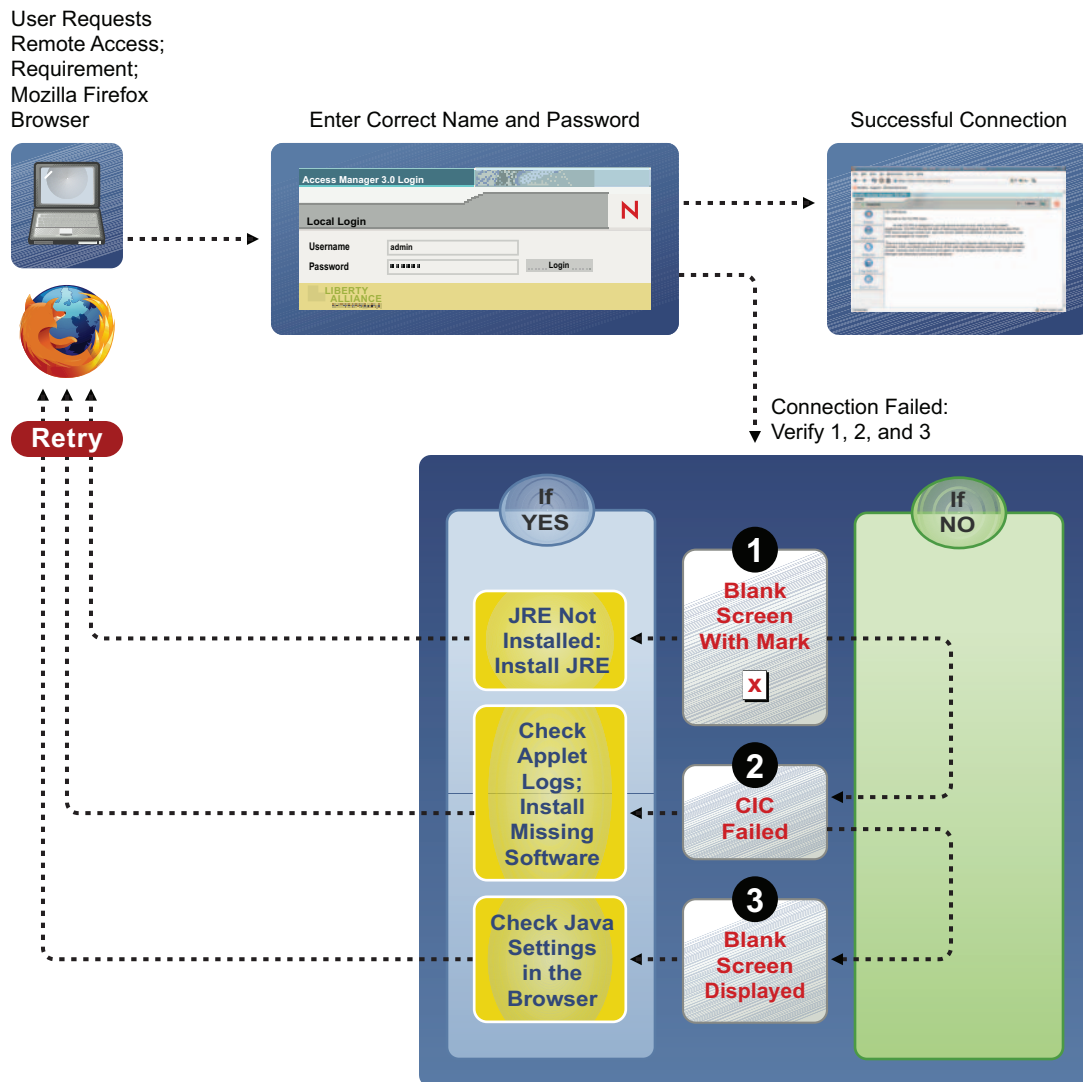 User Requests
Remote Access;
Requirement;
Mozilla Firefox
Browser
Enter Correct Name and Password
Successful Connection
Access Manager 3.0 Login
N
Local Login
Username
admin
Password
Login
LIBERTY
ALLIANCE
Connection Failed:
Verify 1, 2, and 3
Retry
If
YES
If
NO
1
Blank
Screen
With Mark
x
JRE Not
Installed:
Install JRE
2
CIC
Failed
Check
Applet
Logs;
Install
Missing
Software
3
Blank
Screen
Displayed
Check Java
Settings
in the
Browser